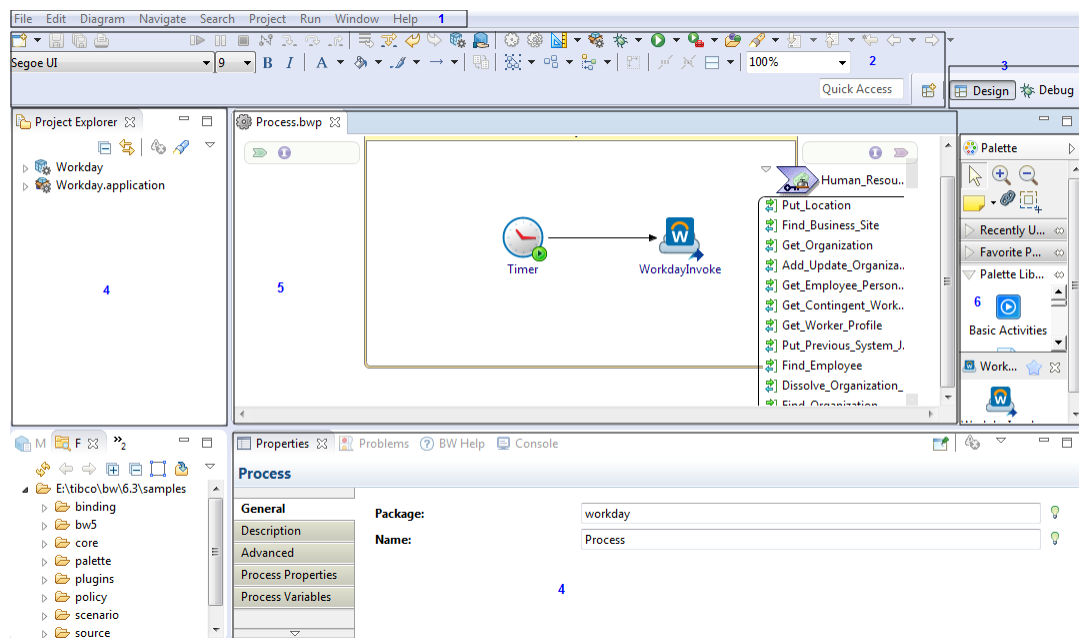 File Edit Diagram Navigate Search Project Run Window Help 1
Segoe UI 9 B I A 100% 2
Quick Access
3
Design Debug
Project Explorer
Workday
Workday.application
4
Process.bwp
Timer
WorkdayInvoke
5
Human_Resou..
Put_Location
Find_Business_Site
Get_Organization
Add_Update_Organiza..
Get_Employee_Person..
Get_Contingent_Work..
Get_Worker_Profile
Put_Previous_System_J.
Find_Employee
Dissolve_Organization_
Find_Organization
Palette
Recently U...
Favorite P...
Palette Lib...
6
Basic Activities
Work...
M F »2
E:\tibco\bw\6.3\samples
binding
bw5
core
palette
plugins
policy
scenario
source
Properties Problems BW Help Console
Process
General
Description
Advanced
Process Properties
Process Variables
Package: workday
Name: Process
4